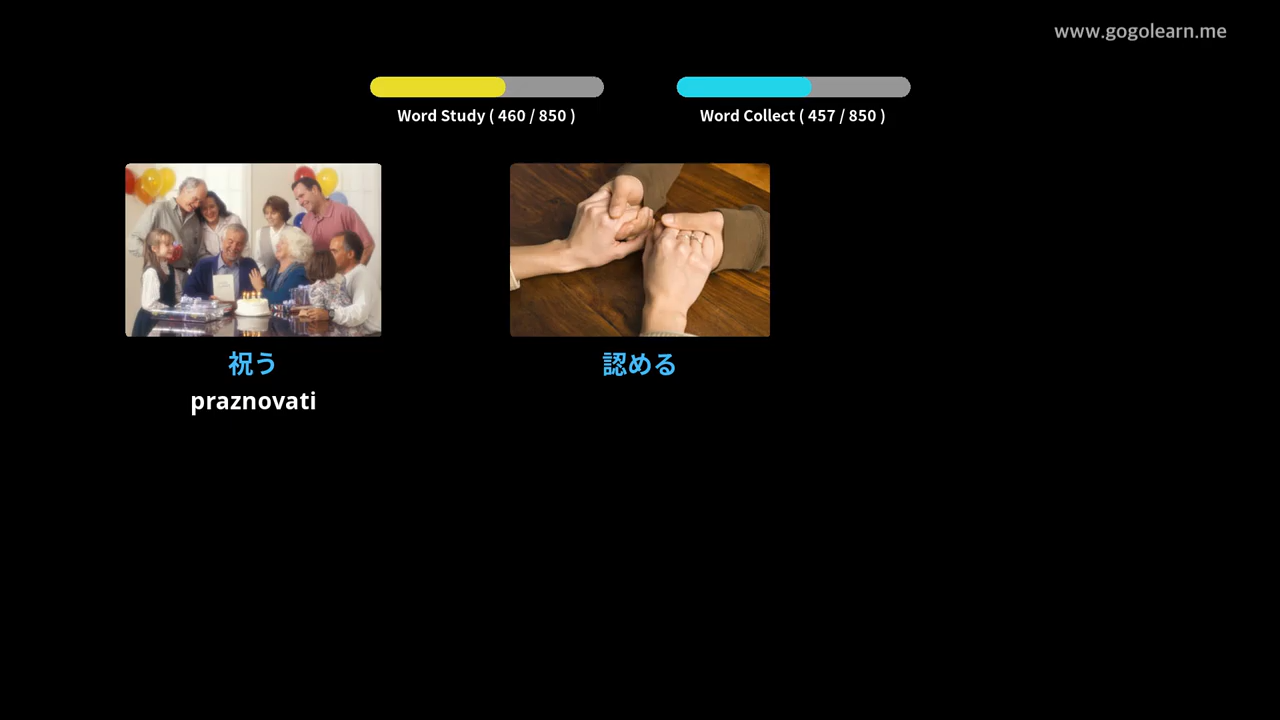 www.gogolearn.me
Word Study ( 460 / 850 )
Word Collect ( 457 / 850 )
祝う
praznovati
認める